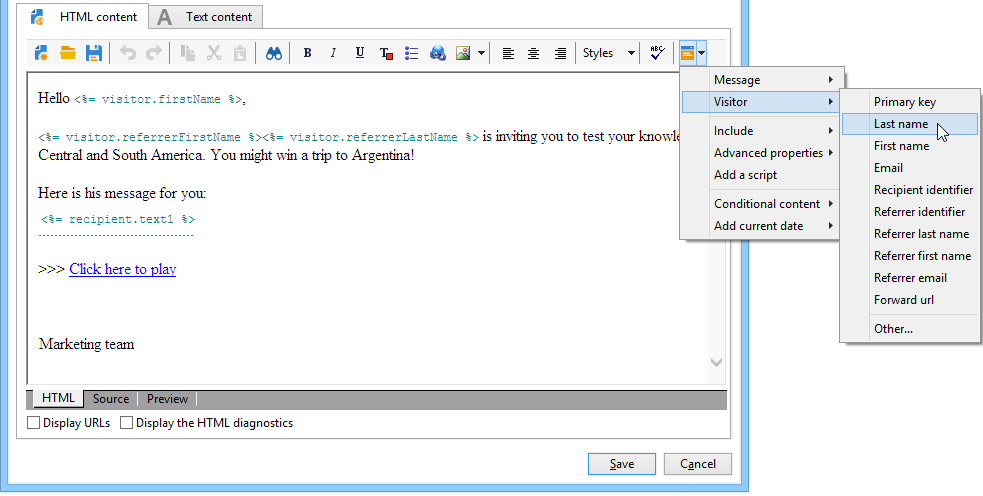 HTML content
Text content
B I U T Styles ABC
Message
Visitor
Include
Advanced properties
Add a script
Conditional content
Add current date
Primary key
Last name
First name
Email
Recipient identifier
Referrer identifier
Referrer last name
Referrer first name
Referrer email
Forward url
Other...
Hello <%= visitor.firstName %>,
<%= visitor.referrerFirstName %><%= visitor.referrerLastName %> is inviting you to test your knowle
Central and South America. You might win a trip to Argentina!
Here is his message for you:
<%= recipient.text1 %>
>>> Click here to play
Marketing team
HTML Source Preview
Display URLs Display the HTML diagnostics
Save Cancel